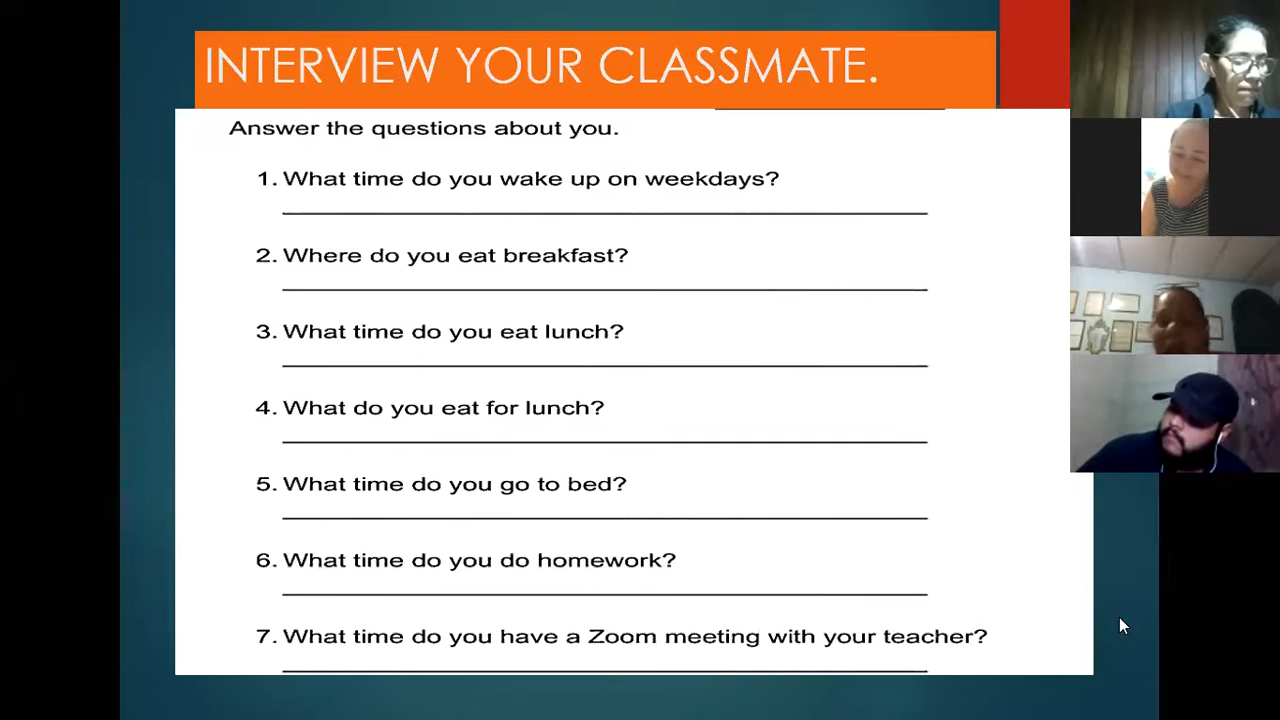 INTERVIEW YOUR CLASSMATE.
Answer the questions about you.
1. What time do you wake up on weekdays?
2. Where do you eat breakfast?
3. What time do you eat lunch?
4. What do you eat for lunch?
5. What time do you go to bed?
6. What time do you do homework?
7. What time do you have a Zoom meeting with your teacher?